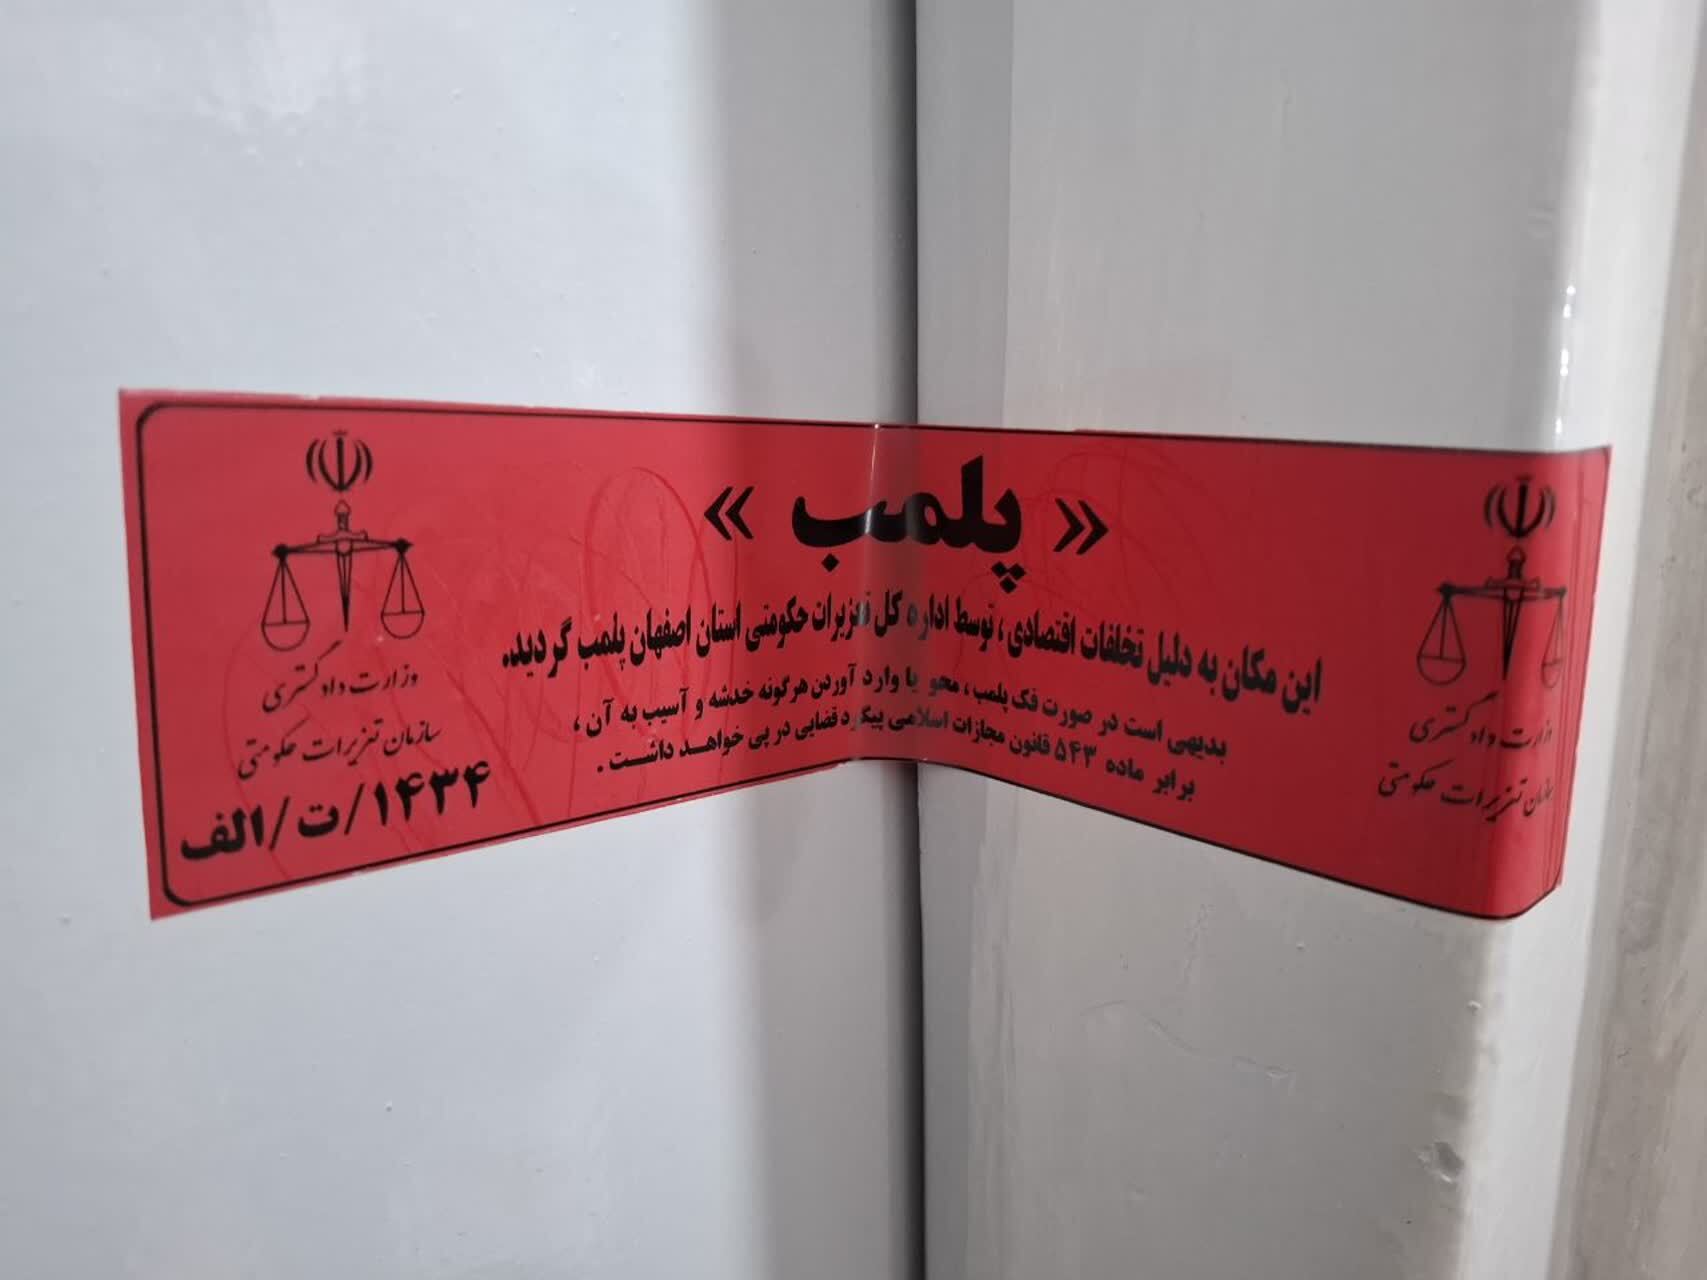 « پلمب »
این مکان به دلیل تخلفات اقتصادی ، توسط اداره کل تعزیرات حکومتی استان اصفهان پلمب گردید.
بدیهی است در صورت فک پلمب ، محو یا وارد آوردن هرگونه خدشه و آسیب به آن ،
برابر ماده ۵۴۳ قانون مجازات اسلامی پیگرد قضایی در پی خواهد داشت .
وزارت دادگستری
سازمان تعزیرات حکومتی
وزارت دادگستری
سازمان تعزیرات حکومتی
۱۴۳۴/ت/الف